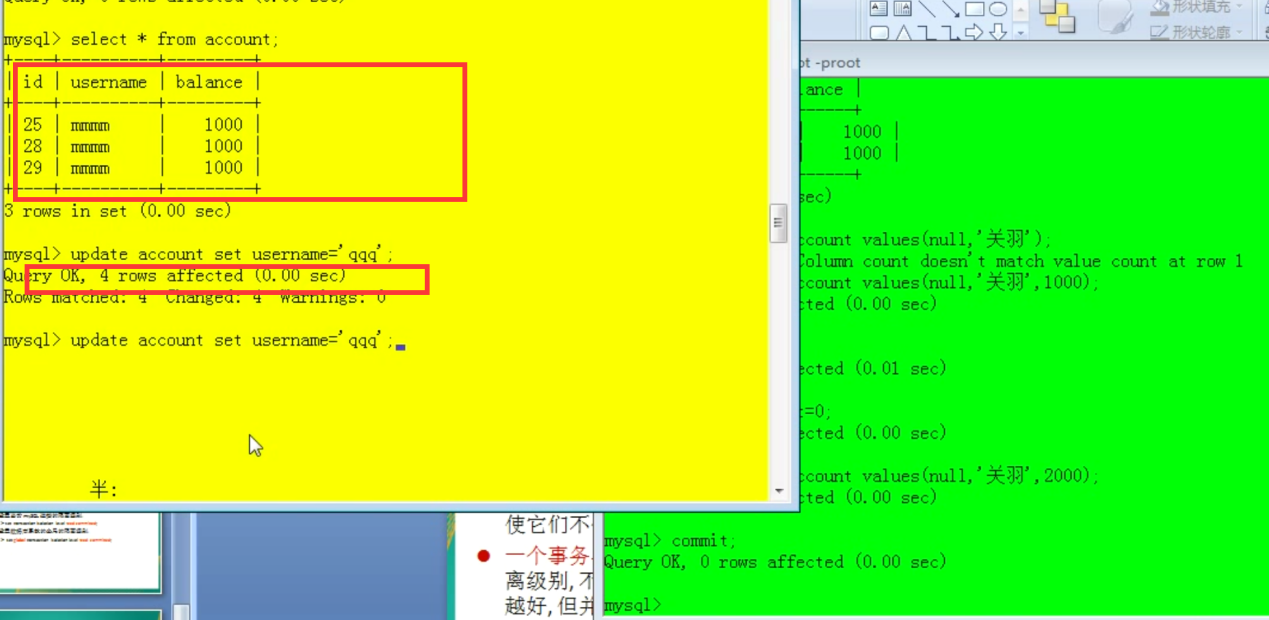 mysql> select * from account;
+----+----------+---------+
| id | username | balance |
+----+----------+---------+
| 25 | mmmm | 1000 |
| 28 | mmmm | 1000 |
| 29 | mmmm | 1000 |
+----+----------+---------+
3 rows in set (0.00 sec)
mysql> update account set username='qqq';
Query OK, 4 rows affected (0.00 sec)
Rows matched: 4 Changed: 4 Warnings: 0
mysql> update account set username='qqq';
半:
形状填充
形状轮廓
-proot
ance |
------+
| 1000 |
| 1000 |
------+
sec)
ccount values(null,'关羽');
Column count doesn't match value count at row 1
ccount values(null,'关羽',1000);
cted (0.00 sec)
ected (0.01 sec)
=0;
ected (0.00 sec)
ccount values(null,'关羽',2000);
cted (0.00 sec)
mysql> commit;
Query OK, 0 rows affected (0.00 sec)
mysql>
使它们不
● 一个事务
离级别,不
越好,但并